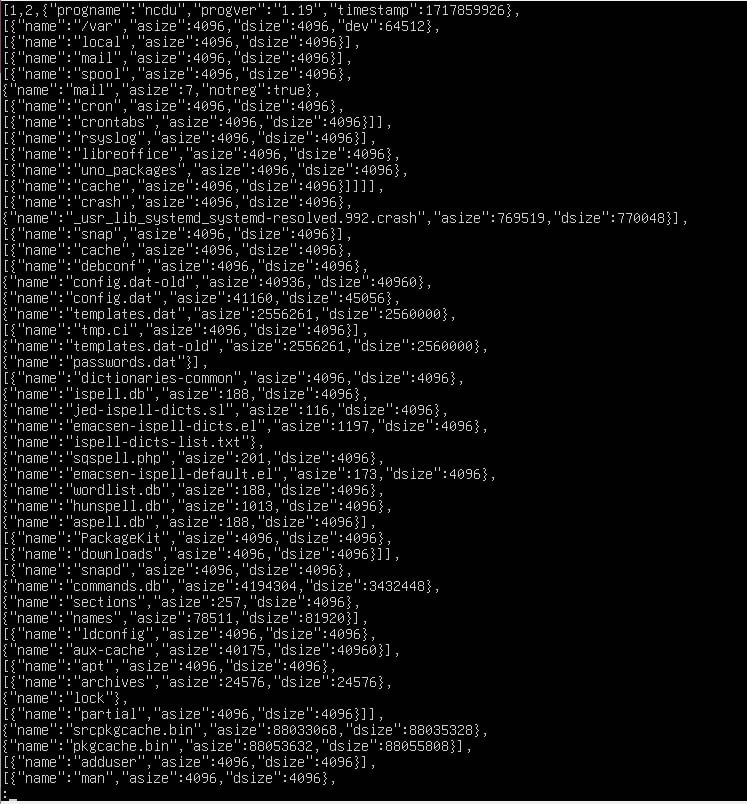 [1,2,{"progname":"ncdu","progver":"1.19","timestamp":1717859926},
[{"name":"/var","asize":4096,"dsize":4096,"dev":64512},
[{"name":"local","asize":4096,"dsize":4096}],
[{"name":"mail","asize":4096,"dsize":4096}],
[{"name":"spool","asize":4096,"dsize":4096},
{"name":"mail","asize":7,"notreg":true},
[{"name":"cron","asize":4096,"dsize":4096},
[{"name":"crontabs","asize":4096,"dsize":4096}]],
[{"name":"rsyslog","asize":4096,"dsize":4096}],
[{"name":"libreoffice","asize":4096,"dsize":4096},
[{"name":"uno_packages","asize":4096,"dsize":4096},
[{"name":"cache","asize":4096,"dsize":4096}]]]],
[{"name":"crash","asize":4096,"dsize":4096},
{"name":"_usr_lib_systemd_systemd-resolved.992.crash","asize":769519,"dsize":770048}],
[{"name":"snap","asize":4096,"dsize":4096}],
[{"name":"cache","asize":4096,"dsize":4096},
[{"name":"debconf","asize":4096,"dsize":4096},
{"name":"config.dat-old","asize":40936,"dsize":40960},
{"name":"config.dat","asize":41160,"dsize":45056},
{"name":"templates.dat","asize":2556261,"dsize":2560000},
[{"name":"tmp.ci","asize":4096,"dsize":4096}],
{"name":"templates.dat-old","asize":2556261,"dsize":2560000},
{"name":"passwords.dat"}],
[{"name":"dictionaries-common","asize":4096,"dsize":4096},
{"name":"ispell.db","asize":188,"dsize":4096},
{"name":"jed-ispell-dicts.sl","asize":116,"dsize":4096},
{"name":"emacsen-ispell-dicts.el","asize":1197,"dsize":4096},
{"name":"ispell-dicts-list.txt"},
{"name":"sqspell.php","asize":201,"dsize":4096},
{"name":"emacsen-ispell-default.el","asize":173,"dsize":4096},
{"name":"wordlist.db","asize":188,"dsize":4096},
{"name":"hunspell.db","asize":1013,"dsize":4096},
{"name":"aspell.db","asize":188,"dsize":4096}],
[{"name":"PackageKit","asize":4096,"dsize":4096},
[{"name":"downloads","asize":4096,"dsize":4096}]],
[{"name":"snapd","asize":4096,"dsize":4096},
{"name":"commands.db","asize":4194304,"dsize":3432448},
{"name":"sections","asize":257,"dsize":4096},
{"name":"names","asize":78511,"dsize":81920}],
[{"name":"ldconfig","asize":4096,"dsize":4096},
{"name":"aux-cache","asize":40175,"dsize":40960}],
[{"name":"apt","asize":4096,"dsize":4096},
[{"name":"archives","asize":24576,"dsize":24576},
{"name":"lock"},
[{"name":"partial","asize":4096,"dsize":4096}]],
{"name":"srcpkgcache.bin","asize":88033068,"dsize":88035328},
{"name":"pkgcache.bin","asize":88053632,"dsize":88055808}],
[{"name":"adduser","asize":4096,"dsize":4096}],
[{"name":"man","asize":4096,"dsize":4096},
: